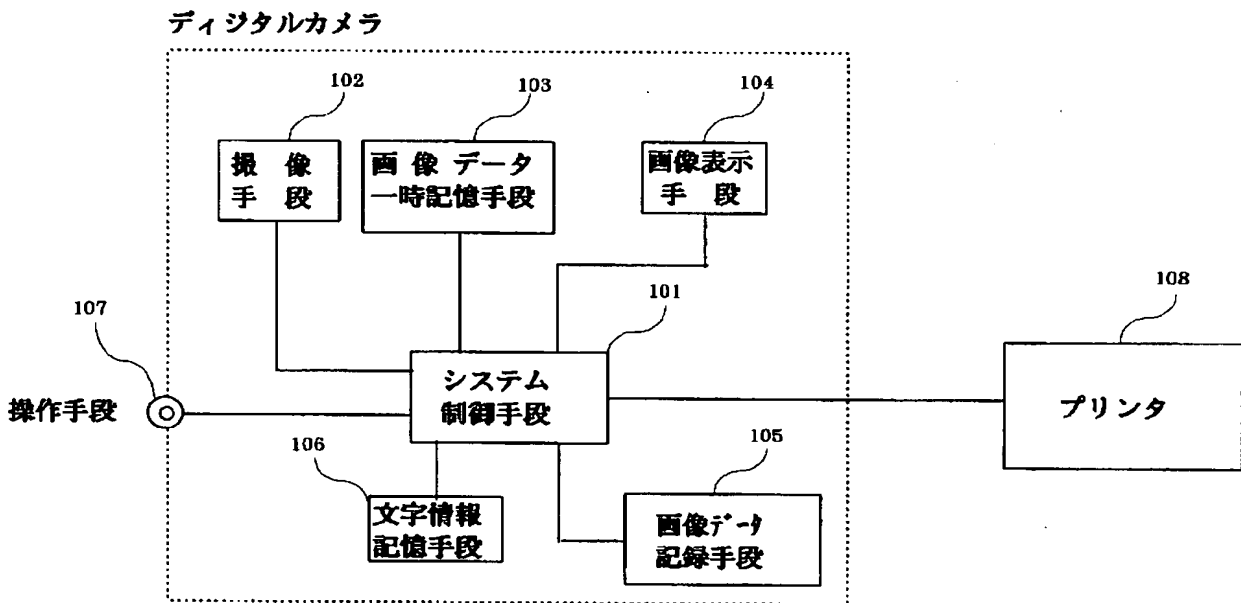 ディジタルカメラ
102
103
104
撮像
手段
画像データ
一時記憶手段
画像表示
手段
107
101
108
操作手段
システム
制御手段
プリンタ
106
105
文字情報
記憶手段
画像ﾃﾞｰﾀ
記録手段